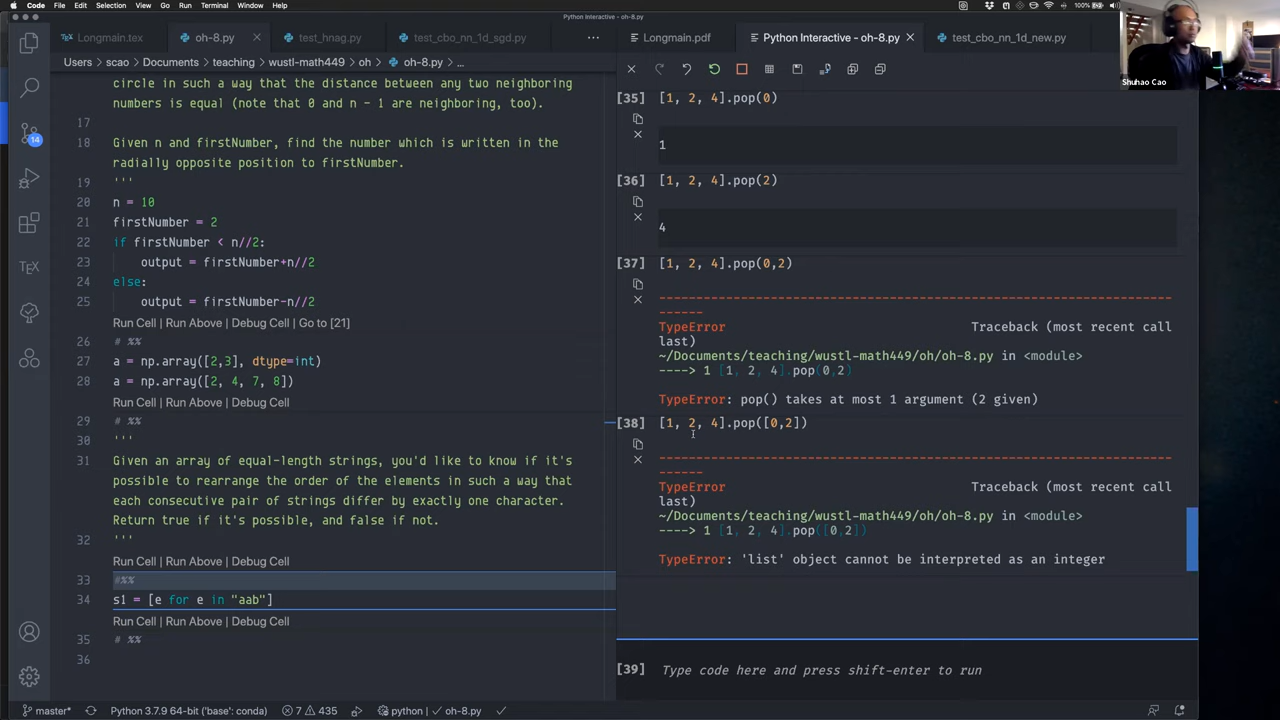 Code File Edit Selection View Go Run Terminal Window Help
100%
Python Interactive - oh-8.py
Longmain.tex
oh-8.py
test_hnag.py
test_cbo_nn_1d_sgd.py
Longmain.pdf
Python Interactive - oh-8.py
test_cbo_nn_1d_new.py
Shuhao Cao
Users > scao > Documents > teaching > wustl-math449 > oh > oh-8.py > ...
circle in such a way that the distance between any two neighboring
numbers is equal (note that 0 and n - 1 are neighboring, too).
17
18 Given n and firstNumber, find the number which is written in the
radially opposite position to firstNumber.
19 '''
20 n = 10
21 firstNumber = 2
22 if firstNumber < n//2:
23 output = firstNumber+n//2
24 else:
25 output = firstNumber-n//2
Run Cell | Run Above | Debug Cell | Go to [21]
26 # %%
27 a = np.array([2,3], dtype=int)
28 a = np.array([2, 4, 7, 8])
Run Cell | Run Above | Debug Cell
29 # %%
30 '''
31 Given an array of equal-length strings, you'd like to know if it's
possible to rearrange the order of the elements in such a way that
each consecutive pair of strings differ by exactly one character.
Return true if it's possible, and false if not.
32 '''
Run Cell | Run Above | Debug Cell
33 #%%
34 s1 = [e for e in "aab"]
Run Cell | Run Above | Debug Cell
35 # %%
36
14
TEX
[35] [1, 2, 4].pop(0)
1
[36] [1, 2, 4].pop(2)
4
[37] [1, 2, 4].pop(0,2)
---------------------------------------------------------------------------
TypeError Traceback (most recent call
last)
~/Documents/teaching/wustl-math449/oh/oh-8.py in <module>
----> 1 [1, 2, 4].pop(0,2)
TypeError: pop() takes at most 1 argument (2 given)
[38] [1, 2, 4].pop([0,2])
---------------------------------------------------------------------------
TypeError Traceback (most recent call
last)
~/Documents/teaching/wustl-math449/oh/oh-8.py in <module>
----> 1 [1, 2, 4].pop([0,2])
TypeError: 'list' object cannot be interpreted as an integer
[39] Type code here and press shift-enter to run
master* Python 3.7.9 64-bit ('base': conda) 7 435 python | oh-8.py